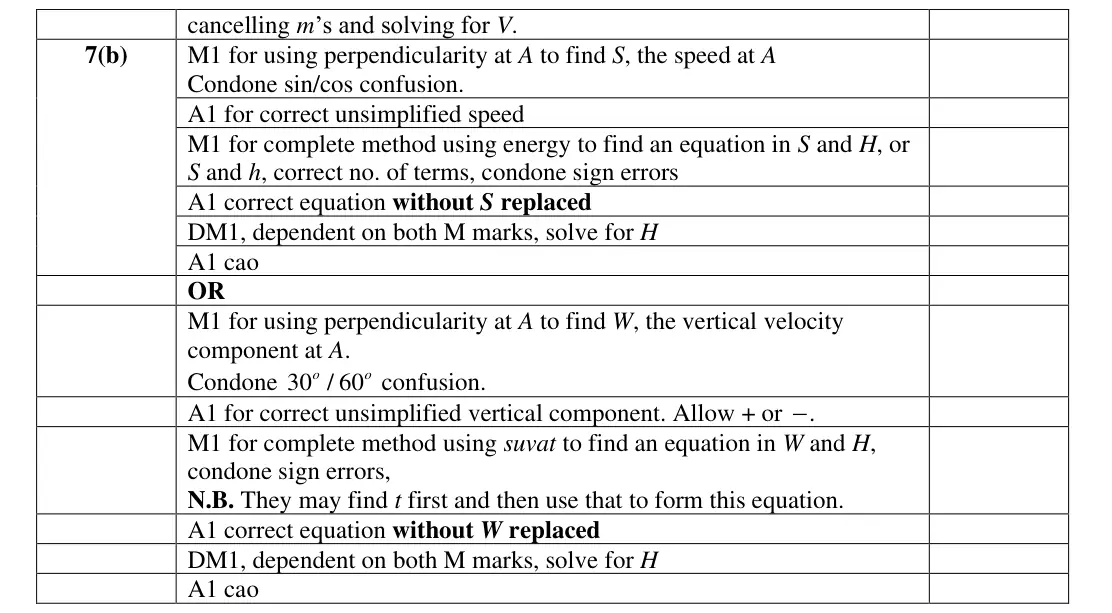 cancelling m's and solving for V.
7(b) M1 for using perpendicularity at A to find S, the speed at A
Condone sin/cos confusion.
A1 for correct unsimplified speed
M1 for complete method using energy to find an equation in S and H, or
S and h, correct no. of terms, condone sign errors
A1 correct equation without S replaced
DM1, dependent on both M marks, solve for H
A1 cao
OR
M1 for using perpendicularity at A to find W, the vertical velocity
component at A.
Condone 30° / 60° confusion.
A1 for correct unsimplified vertical component. Allow + or −.
M1 for complete method using suvat to find an equation in W and H,
condone sign errors,
N.B. They may find t first and then use that to form this equation.
A1 correct equation without W replaced
DM1, dependent on both M marks, solve for H
A1 cao